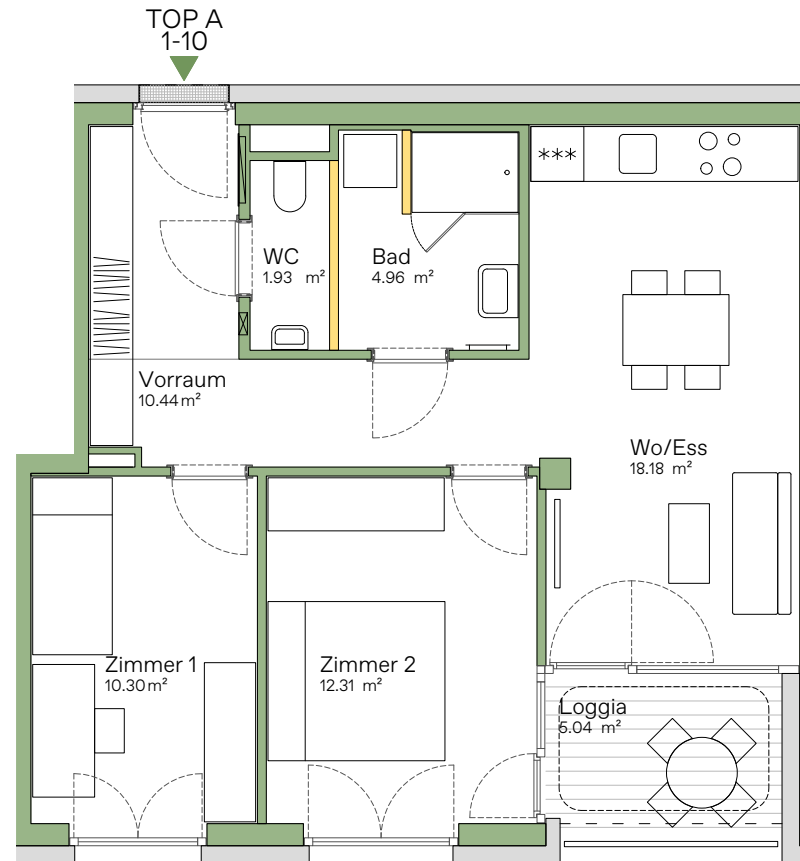 TOP A
1-10
***
WC
1.93 m²
Bad
4.96 m²
Vorraum
10.44 m²
Wo/Ess
18.18 m²
Zimmer 1
10.30 m²
Zimmer 2
12.31 m²
Loggia
5.04 m²